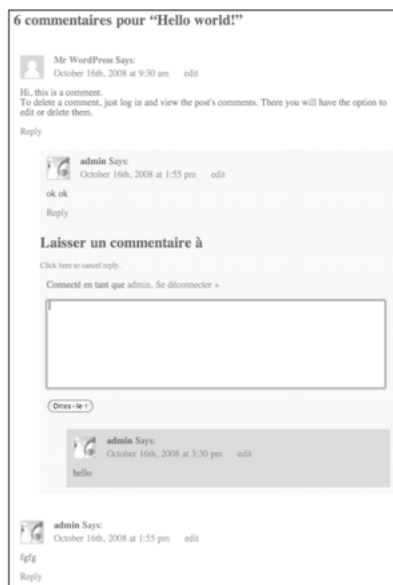 6 commentaires pour “Hello world!”
Mr WordPress Says:
October 16th, 2008 at 9:30 am edit
Hi, this is a comment.
To delete a comment, just log in and view the post's comments. There you will have the option to
edit or delete them.
Reply
admin Says:
October 16th, 2008 at 1:55 pm edit
ok ok
Reply
Laisser un commentaire à
Click here to cancel reply.
Connecté en tant que admin. Se déconnecter »
Dites-le !
admin Says:
October 16th, 2008 at 3:30 pm edit
hello
admin Says:
October 16th, 2008 at 1:55 pm edit
fgfg
Reply